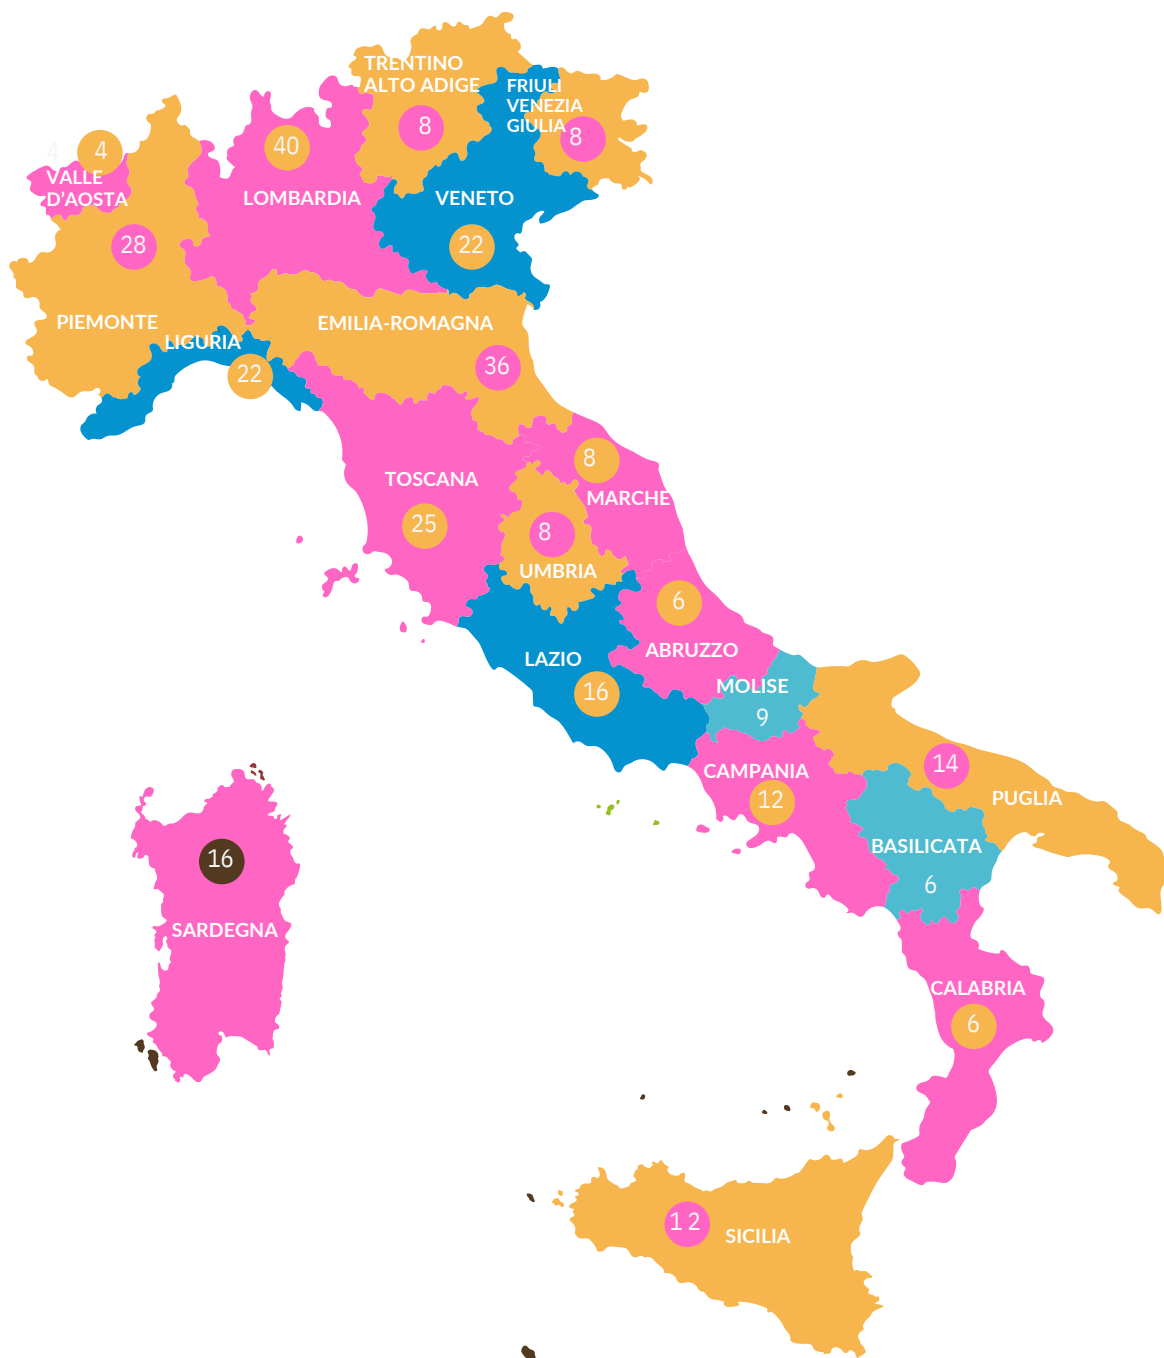 TRENTINO
ALTO ADIGE
8
FRIULI
VENEZIA
GIULIA
8
4
4
VALLE
D'AOSTA
40
LOMBARDIA
VENETO
22
28
PIEMONTE
LIGURIA
22
EMILIA-ROMAGNA
36
8
MARCHE
TOSCANA
25
8
UMBRIA
6
ABRUZZO
LAZIO
16
MOLISE
9
CAMPANIA
12
14
PUGLIA
BASILICATA
6
16
SARDEGNA
CALABRIA
6
12
SICILIA